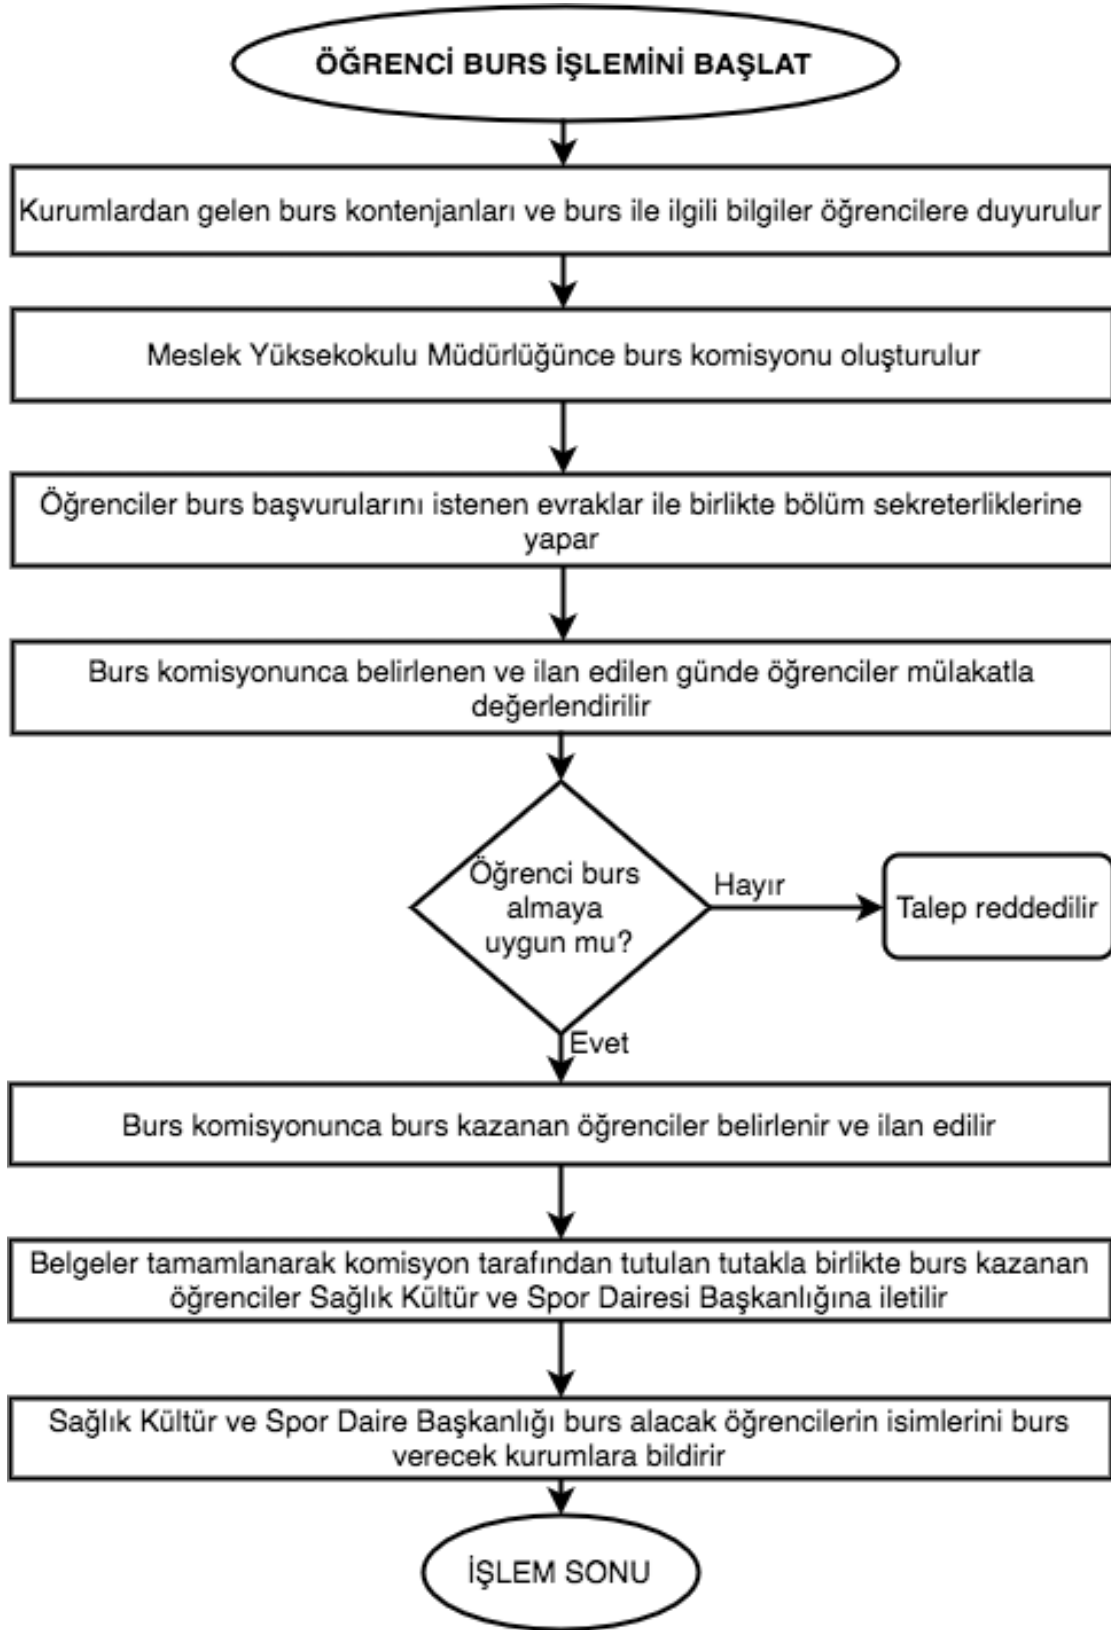 ÖĞRENCİ BURS İŞLEMİNİ BAŞLAT
Kurumlardan gelen burs kontenjanları ve burs ile ilgili bilgiler öğrencilere duyurulur
Meslek Yüksekokulu Müdürlüğünce burs komisyonu oluşturulur
Öğrenciler burs başvurularını istenen evraklar ile birlikte bölüm sekreterliklerine
yapar
Burs komisyonunca belirlenen ve ilan edilen günde öğrenciler mülakatla
değerlendirilir
Öğrenci burs
almaya
uygun mu?
Hayır
Talep reddedilir
Evet
Burs komisyonunca burs kazanan öğrenciler belirlenir ve ilan edilir
Belgeler tamamlanarak komisyon tarafından tutulan tutakla birlikte burs kazanan
öğrenciler Sağlık Kültür ve Spor Dairesi Başkanlığına iletilir
Sağlık Kültür ve Spor Daire Başkanlığı burs alacak öğrencilerin isimlerini burs
verecek kurumlara bildirir
İŞLEM SONU